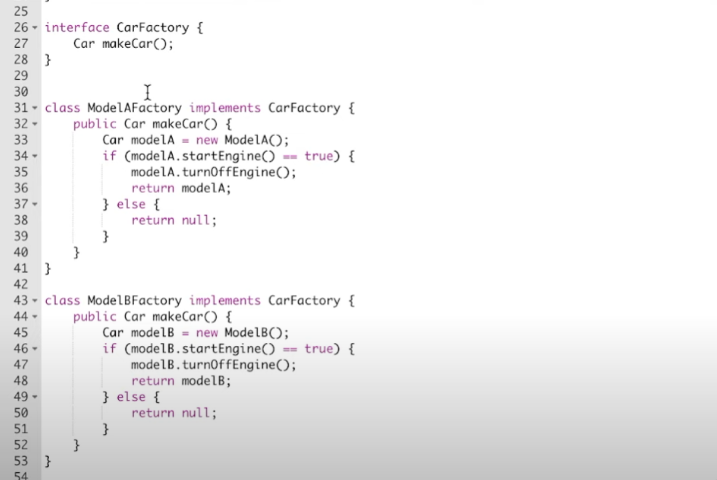 25
26 interface CarFactory {
27     Car makeCar();
28 }
29
30
31 class ModelAFactory implements CarFactory {
32     public Car makeCar() {
33         Car modelA = new ModelA();
34         if (modelA.startEngine() == true) {
35             modelA.turnOffEngine();
36             return modelA;
37         } else {
38             return null;
39         }
40     }
41 }
42
43 class ModelBFactory implements CarFactory {
44     public Car makeCar() {
45         Car modelB = new ModelB();
46         if (modelB.startEngine() == true) {
47             modelB.turnOffEngine();
48             return modelB;
49         } else {
50             return null;
51         }
52     }
53 }
54